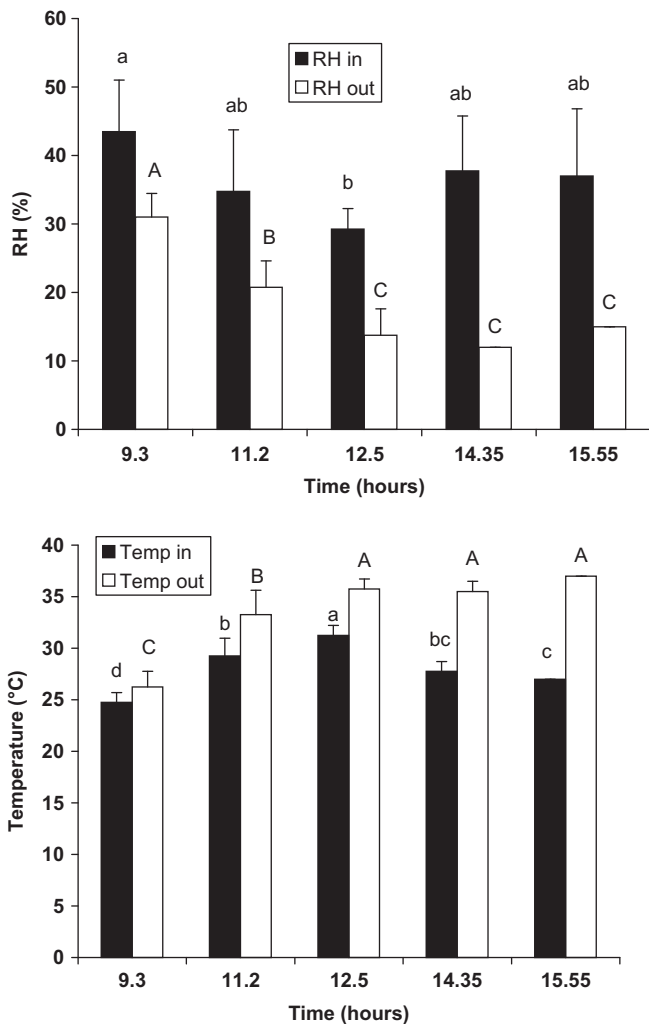 60
50
40
30
20
10
0
RH (%)
RH in
RH out
a
A
ab
B
b
C
ab
C
ab
C
9.3 11.2 12.5 14.35 15.55
Time (hours)
40
35
30
25
20
15
10
5
0
Temperature (°C)
Temp in
Temp out
d
C
b
B
a
A
bc
A
c
A
9.3 11.2 12.5 14.35 15.55
Time (hours)